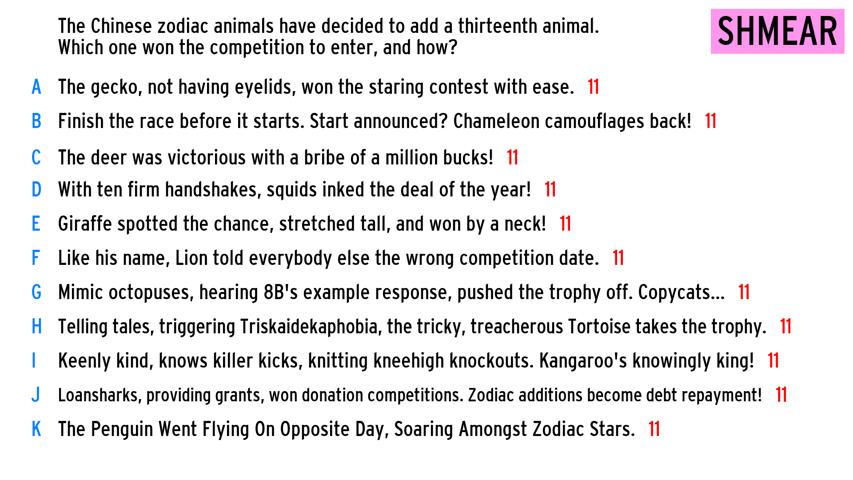 The Chinese zodiac animals have decided to add a thirteenth animal.
Which one won the competition to enter, and how?
SHMEAR
A The gecko, not having eyelids, won the staring contest with ease. 11
B Finish the race before it starts. Start announced? Chameleon camouflages back! 11
C The deer was victorious with a bribe of a million bucks! 11
D With ten firm handshakes, squids inked the deal of the year! 11
E Giraffe spotted the chance, stretched tall, and won by a neck! 11
F Like his name, Lion told everybody else the wrong competition date. 11
G Mimic octopuses, hearing 8B's example response, pushed the trophy off. Copycats... 11
H Telling tales, triggering Triskaidekaphobia, the tricky, treacherous Tortoise takes the trophy. 11
I Keenly kind, knows killer kicks, knitting kneehigh knockouts. Kangaroo's knowingly king! 11
J Loansharks, providing grants, won donation competitions. Zodiac additions become debt repayment! 11
K The Penguin Went Flying On Opposite Day, Soaring Amongst Zodiac Stars. 11